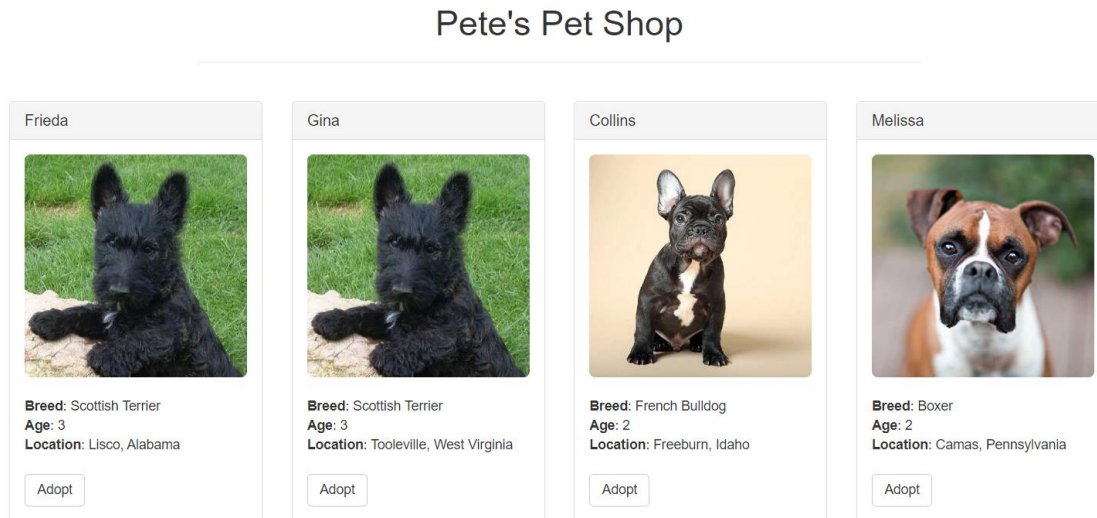 Pete's Pet Shop
Frieda
Breed: Scottish Terrier
Age: 3
Location: Lisco, Alabama
Adopt
Gina
Breed: Scottish Terrier
Age: 3
Location: Tooleville, West Virginia
Adopt
Collins
Breed: French Bulldog
Age: 2
Location: Freeburn, Idaho
Adopt
Melissa
Breed: Boxer
Age: 2
Location: Camas, Pennsylvania
Adopt